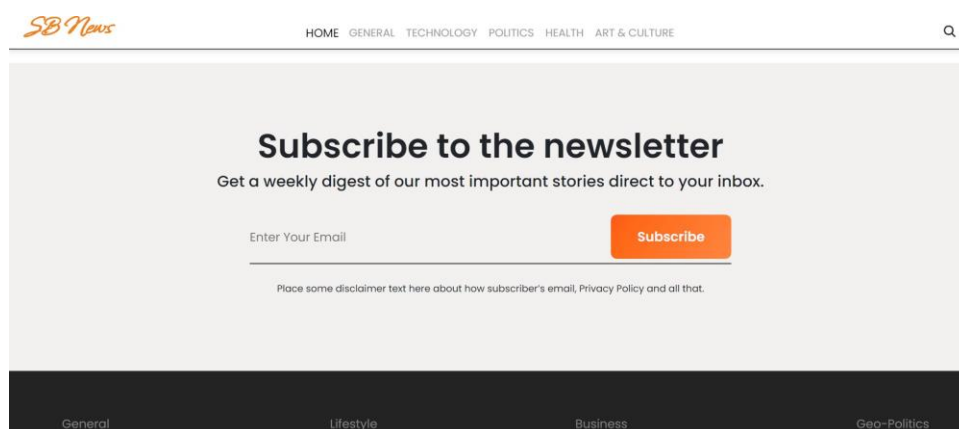 SB News
HOME GENERAL TECHNOLOGY POLITICS HEALTH ART & CULTURE
Subscribe to the newsletter
Get a weekly digest of our most important stories direct to your inbox.
Enter Your Email Subscribe
Place some disclaimer text here about how subscriber's email, Privacy Policy and all that.
General Lifestyle Business Geo-Politics